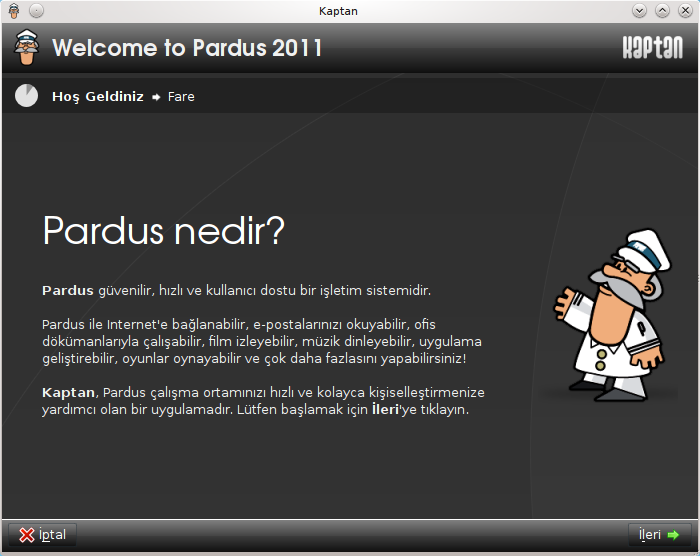 Kaptan
Welcome to Pardus 2011
Kaptan
Hoş Geldiniz ➡ Fare
Pardus nedir?
Pardus güvenilir, hızlı ve kullanıcı dostu bir işletim sistemidir.
Pardus ile Internet'e bağlanabilir, e-postalarınızı okuyabilir, ofis
dökümanlarıyla çalışabilir, film izleyebilir, müzik dinleyebilir, uygulama
geliştirebilir, oyunlar oynayabilir ve çok daha fazlasını yapabilirsiniz!
Kaptan, Pardus çalışma ortamınızı hızlı ve kolayca kişiselleştirmenize
yardımcı olan bir uygulamadır. Lütfen başlamak için İleri'ye tıklayın.
P
İptal
İleri